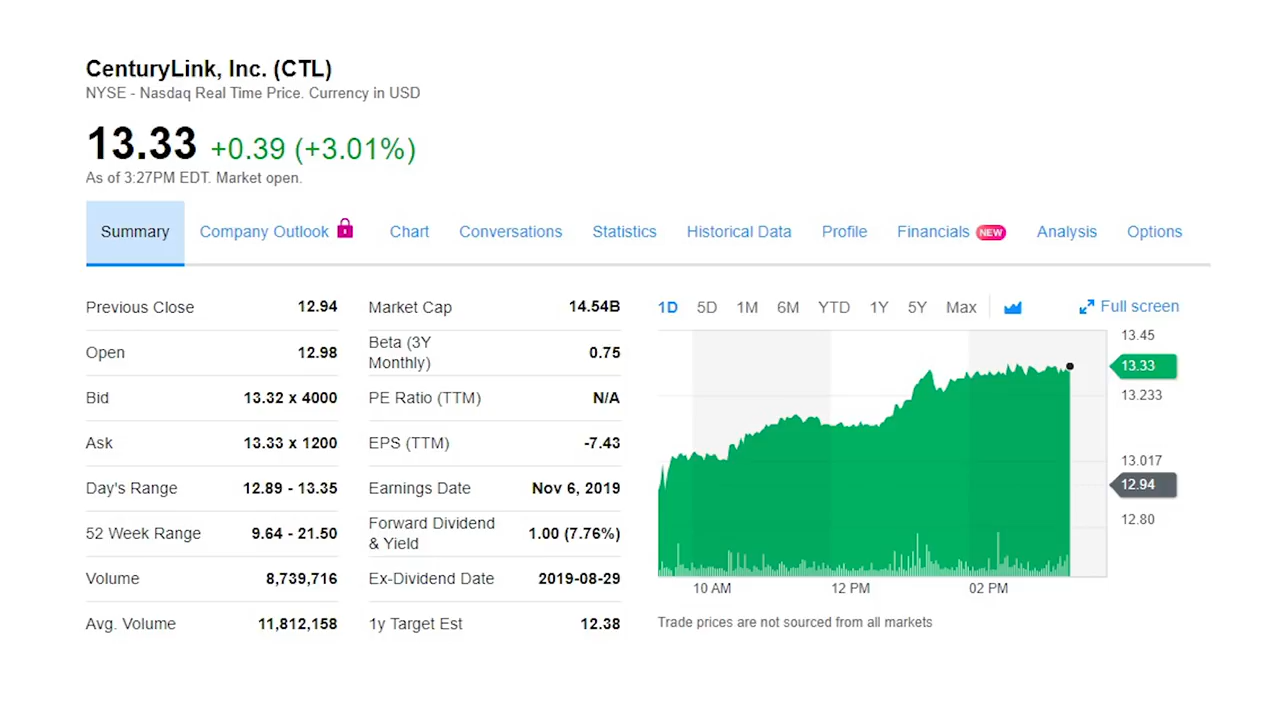 CenturyLink, Inc. (CTL)
NYSE - Nasdaq Real Time Price. Currency in USD
13.33 +0.39 (+3.01%)
As of 3:27PM EDT. Market open.
Summary Company Outlook Chart Conversations Statistics Historical Data Profile Financials NEW Analysis Options
Previous Close 12.94
Open 12.98
Bid 13.32 x 4000
Ask 13.33 x 1200
Day's Range 12.89 - 13.35
52 Week Range 9.64 - 21.50
Volume 8,739,716
Avg. Volume 11,812,158
Market Cap 14.54B
Beta (3Y
Monthly) 0.75
PE Ratio (TTM) N/A
EPS (TTM) -7.43
Earnings Date Nov 6, 2019
Forward Dividend
& Yield 1.00 (7.76%)
Ex-Dividend Date 2019-08-29
1y Target Est 12.38
1D 5D 1M 6M YTD 1Y 5Y Max Full screen
13.45
13.33
13.233
13.017
12.94
12.80
10 AM 12 PM 02 PM
Trade prices are not sourced from all markets